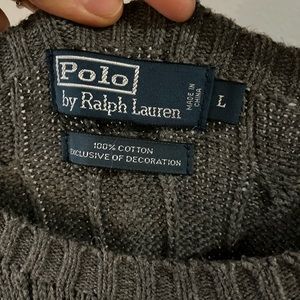 Polo
by Ralph Lauren
MADE IN
CHINA
L
100% COTTON
EXCLUSIVE OF DECORATION